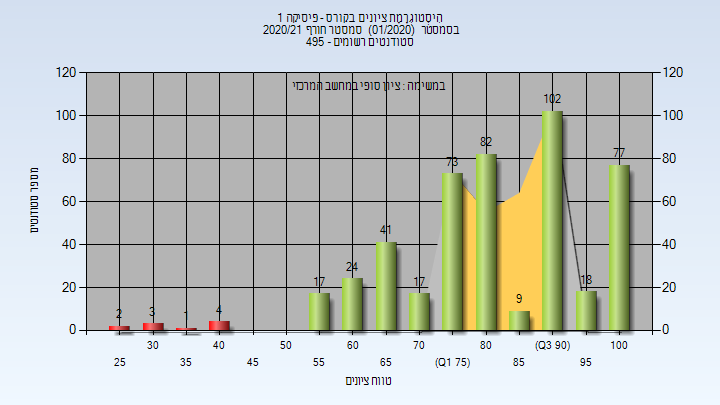 היסטוגרמת ציונים בקורס - פיסיקה 1
בסמסטר (01/2020) סמסטר חורף 2020/21
סטודנטים רשומים - 495
במשימה : ציון סופי במחשב המרכזי
מספר סטודנטים
120 100 80 60 40 20 0
120 100 80 60 40 20 0
2 3 1 4 17 24 41 17 73 82 9 102 18 77
30 40 50 60 70 80 (Q3 90) 100
25 35 45 55 65 (Q1 75) 85 95
טווח ציונים